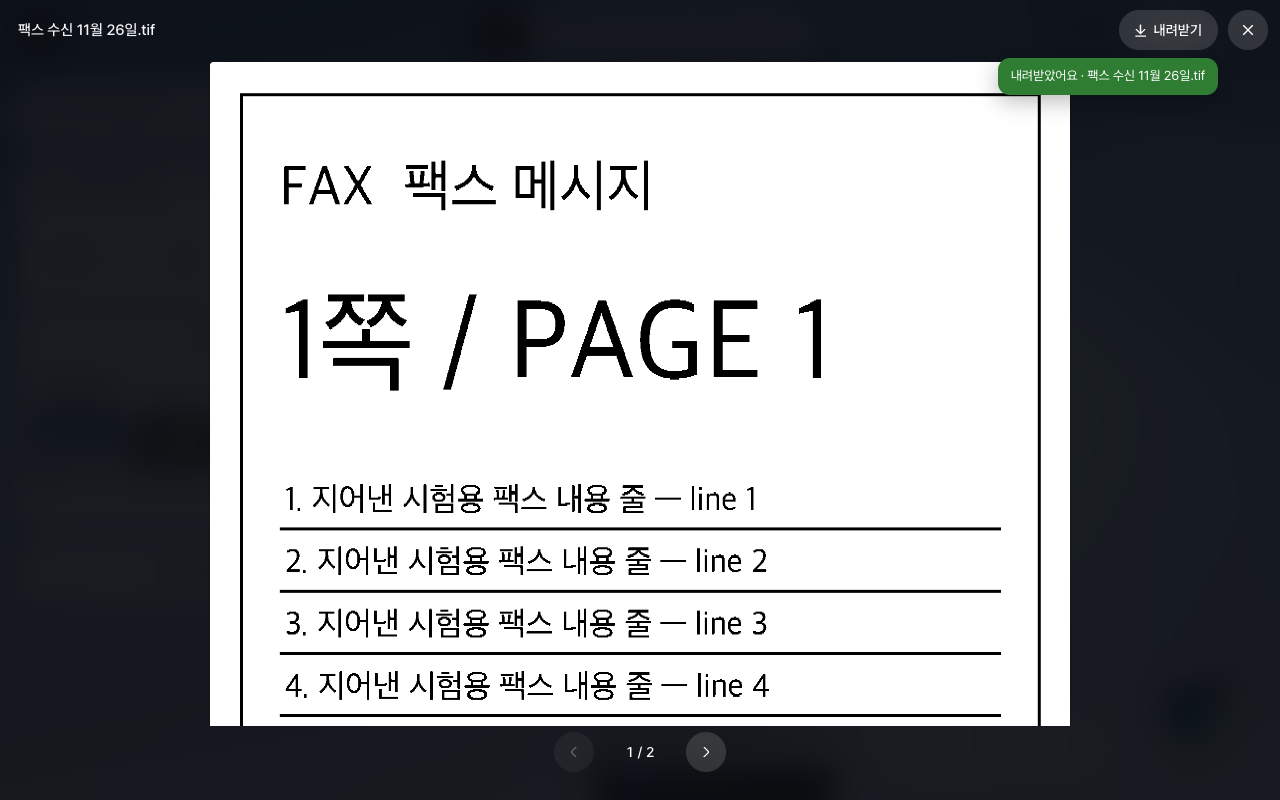 팩스 수신 11월 26일.tif
내려받기
내려받았어요 · 팩스 수신 11월 26일.tif
FAX 팩스 메시지
1쪽 / PAGE 1
1. 지어낸 시험용 팩스 내용 줄 — line 1
2. 지어낸 시험용 팩스 내용 줄 — line 2
3. 지어낸 시험용 팩스 내용 줄 — line 3
4. 지어낸 시험용 팩스 내용 줄 — line 4
1 / 2